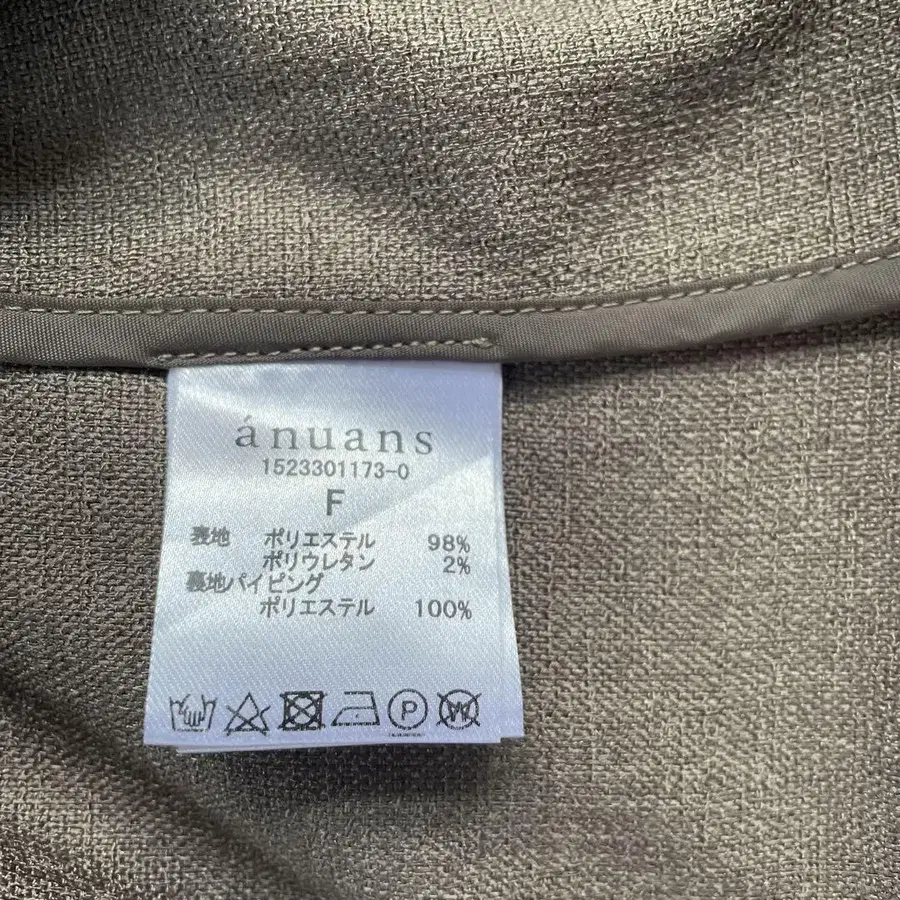 ánuans
1523301173-0
F
表地 ポリエステル 98%
ポリウレタン 2%
裏地パイピング
ポリエステル 100%
P
W